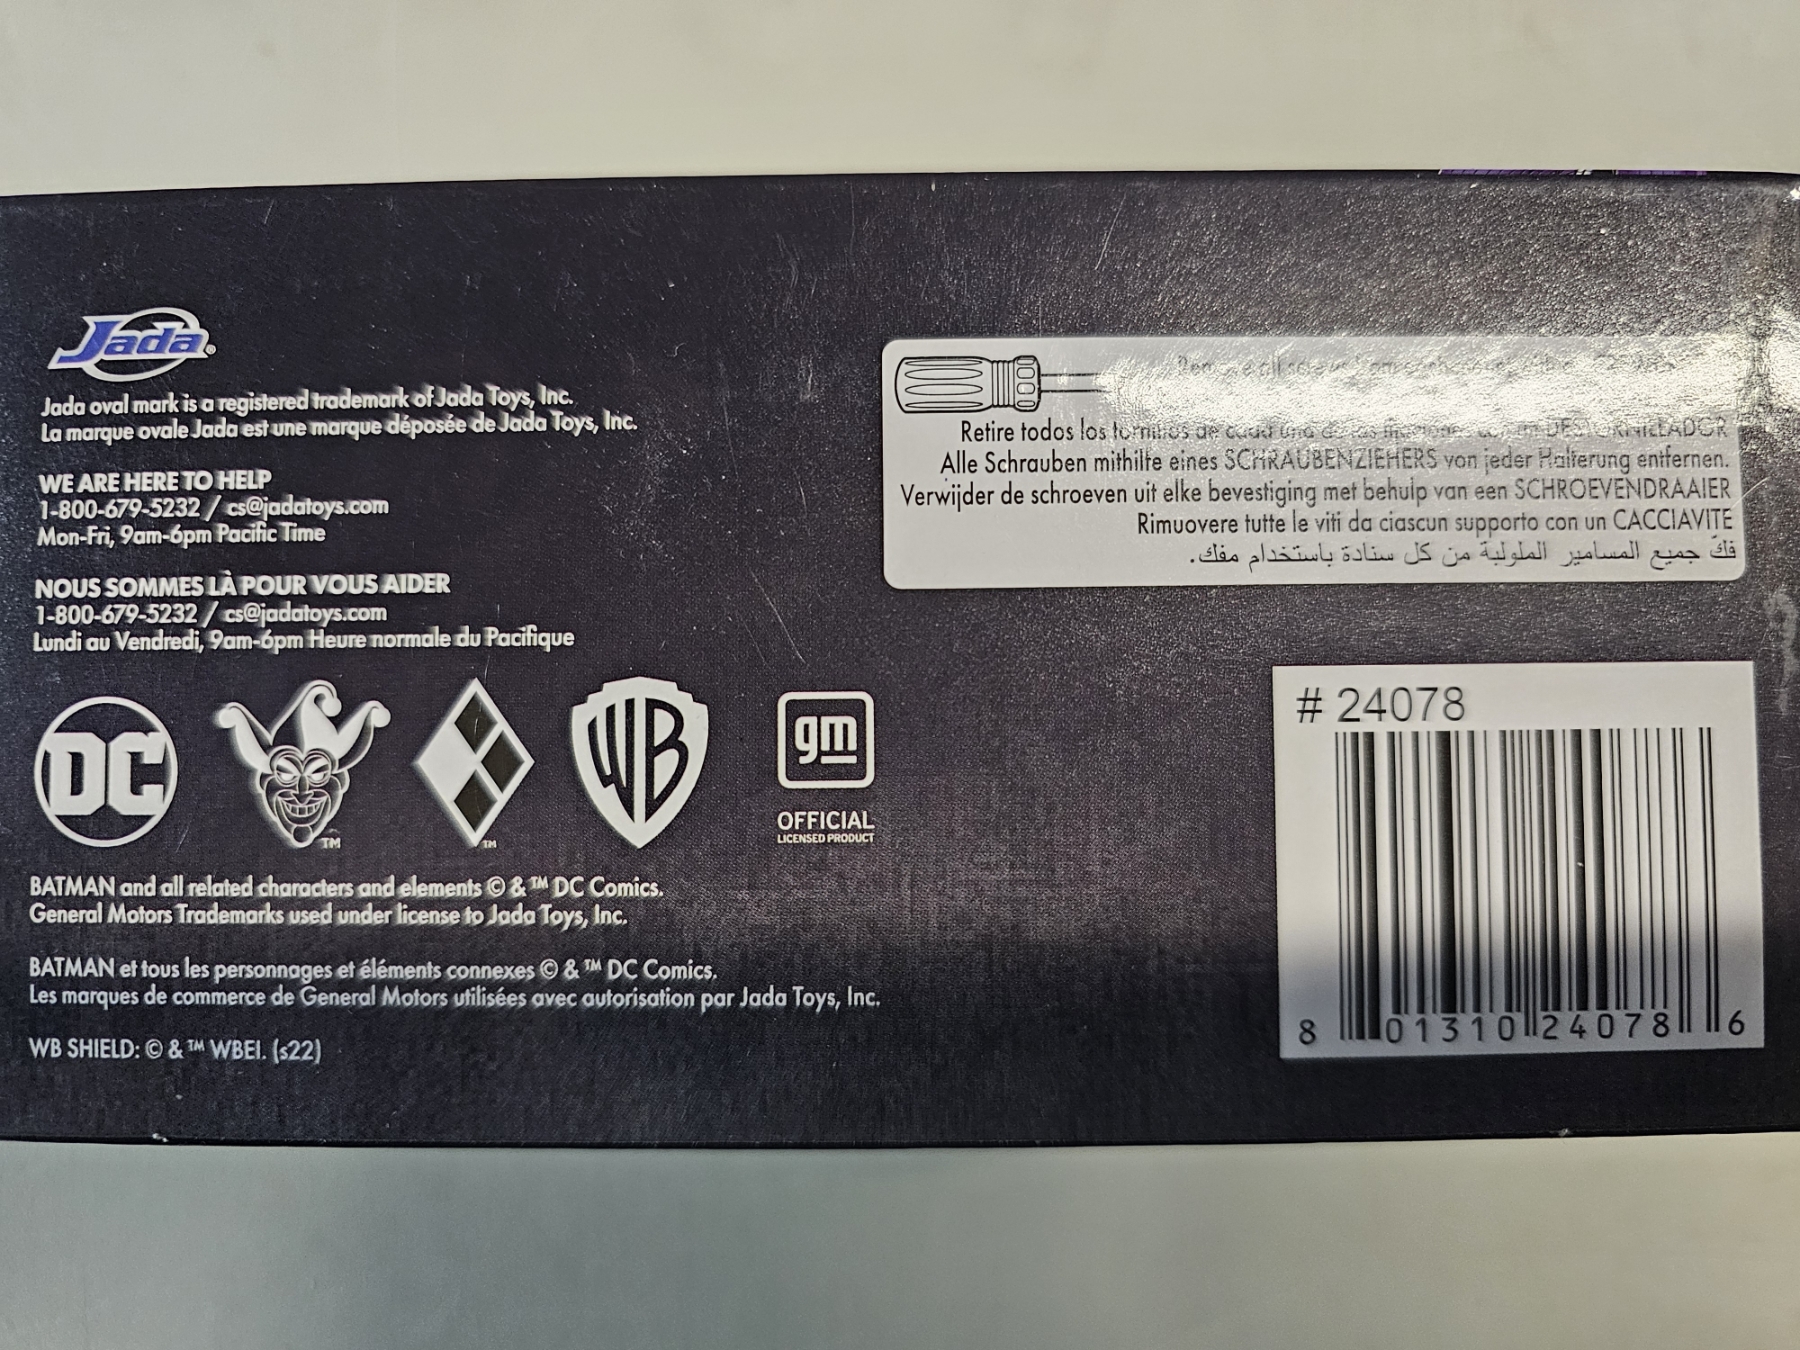 Jada
Jada oval mark is a registered trademark of Jada Toys, Inc.
La marque ovale Jada est une marque déposée de Jada Toys, Inc.
WE ARE HERE TO HELP
1-800-679-5232 / cs@jadatoys.com
Mon-Fri, 9am-6pm Pacific Time
NOUS SOMMES LÀ POUR VOUS AIDER
1-800-679-5232 / cs@jadatoys.com
Lundi au Vendredi, 9am-6pm Heure normale du Pacifique
DC
TM
TM
WB
gm
OFFICIAL
LICENSED PRODUCT
BATMAN and all related characters and elements © & ™ DC Comics.
General Motors Trademarks used under license to Jada Toys, Inc.
BATMAN et tous les personnages et éléments connexes © & ™ DC Comics.
Les marques de commerce de General Motors utilisées avec autorisation par Jada Toys, Inc.
WB SHIELD: © & ™ WBEI. (s22)
Retire todos los tornillos de cada una de las DESTORNILLADOR
Alle Schrauben mithilfe eines SCHRAUBENZIEHERS von jeder Halterung entfernen.
Verwijder de schroeven uit elke bevestiging met behulp van een SCHROEVENDRAAIER
Rimuovere tutte le viti da ciascun supporto con un CACCIAVITE
فكّ جميع المسامير الملولبة من كل سنادة باستخدام مفك.
# 24078
8 01310 24078 6